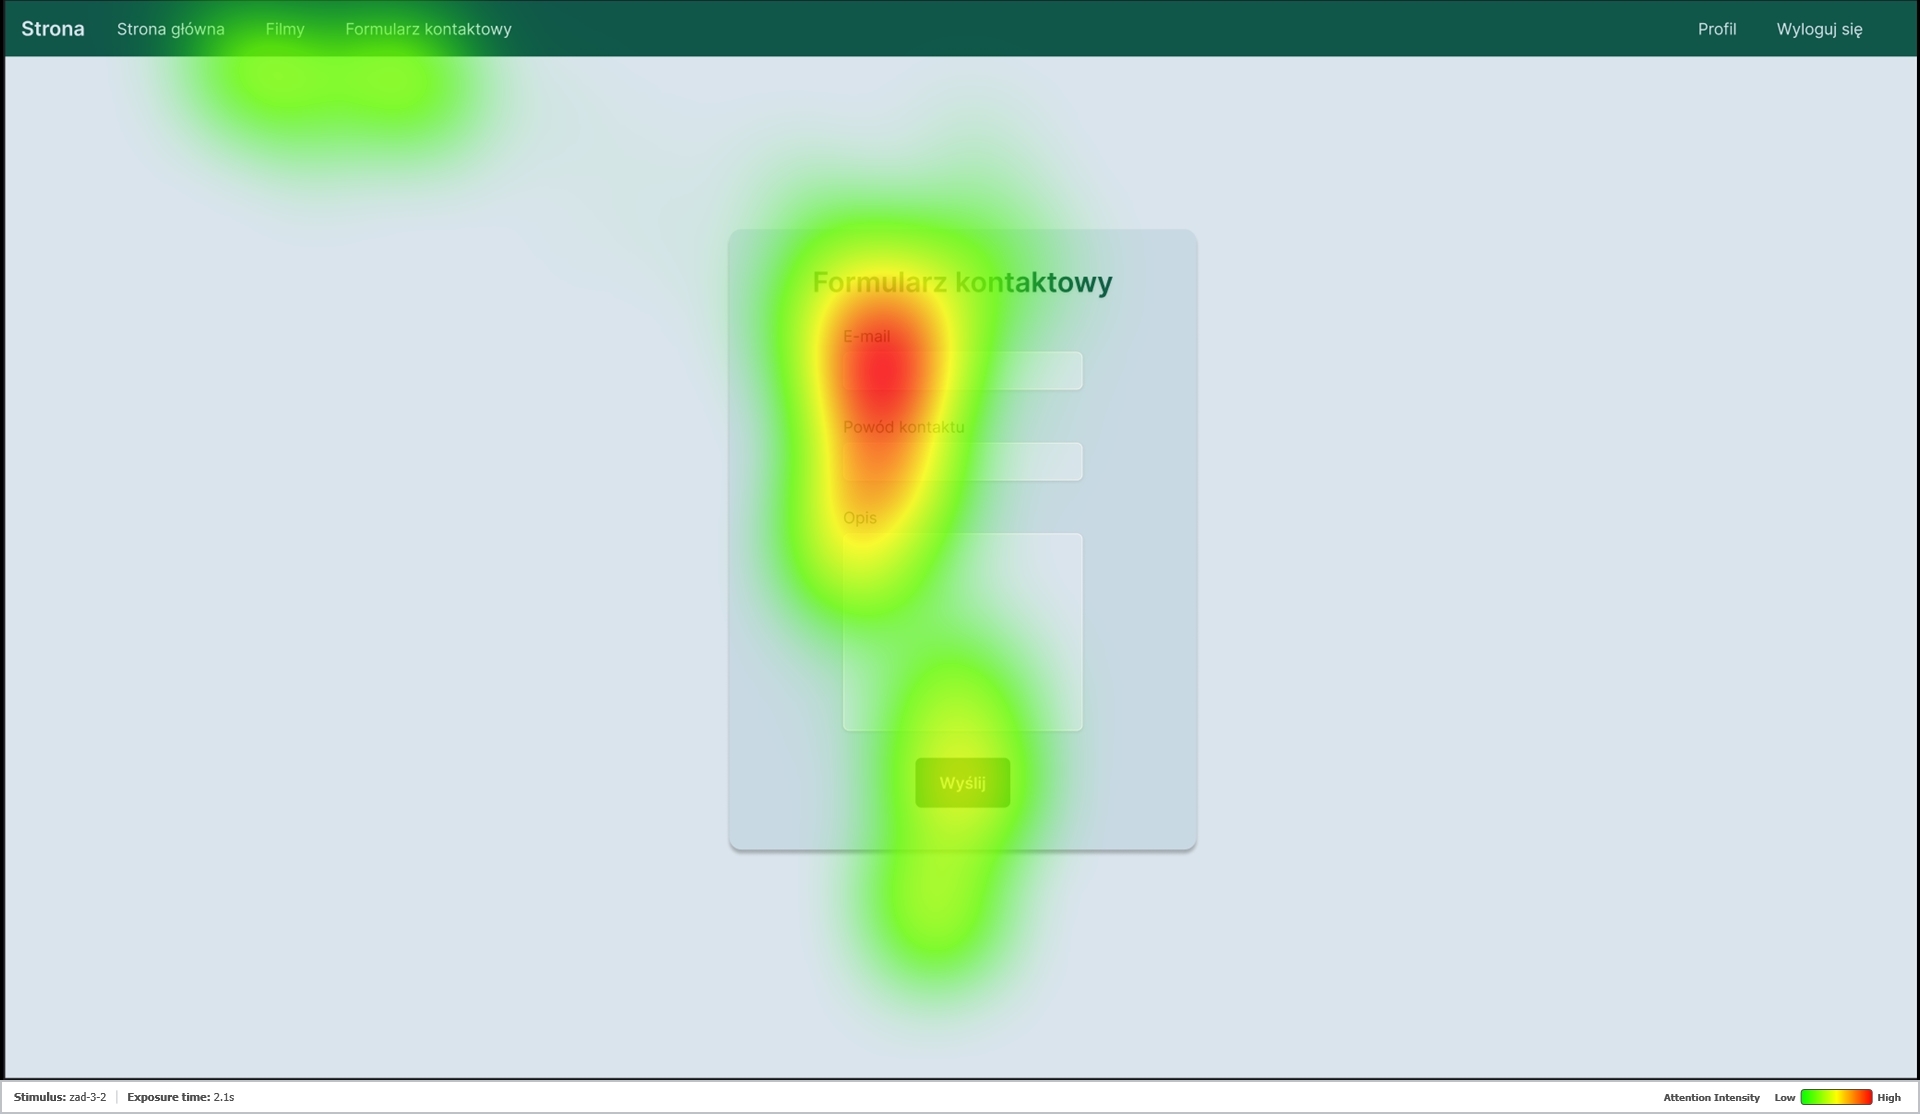 Strona Strona główna Filmy Formularz kontaktowy Profil Wyloguj się
Formularz kontaktowy
E-mail
Powód kontaktu
Opis
Wyślij
Stimulus: zad-3-2 Exposure time: 2.1s Attention Intensity Low High